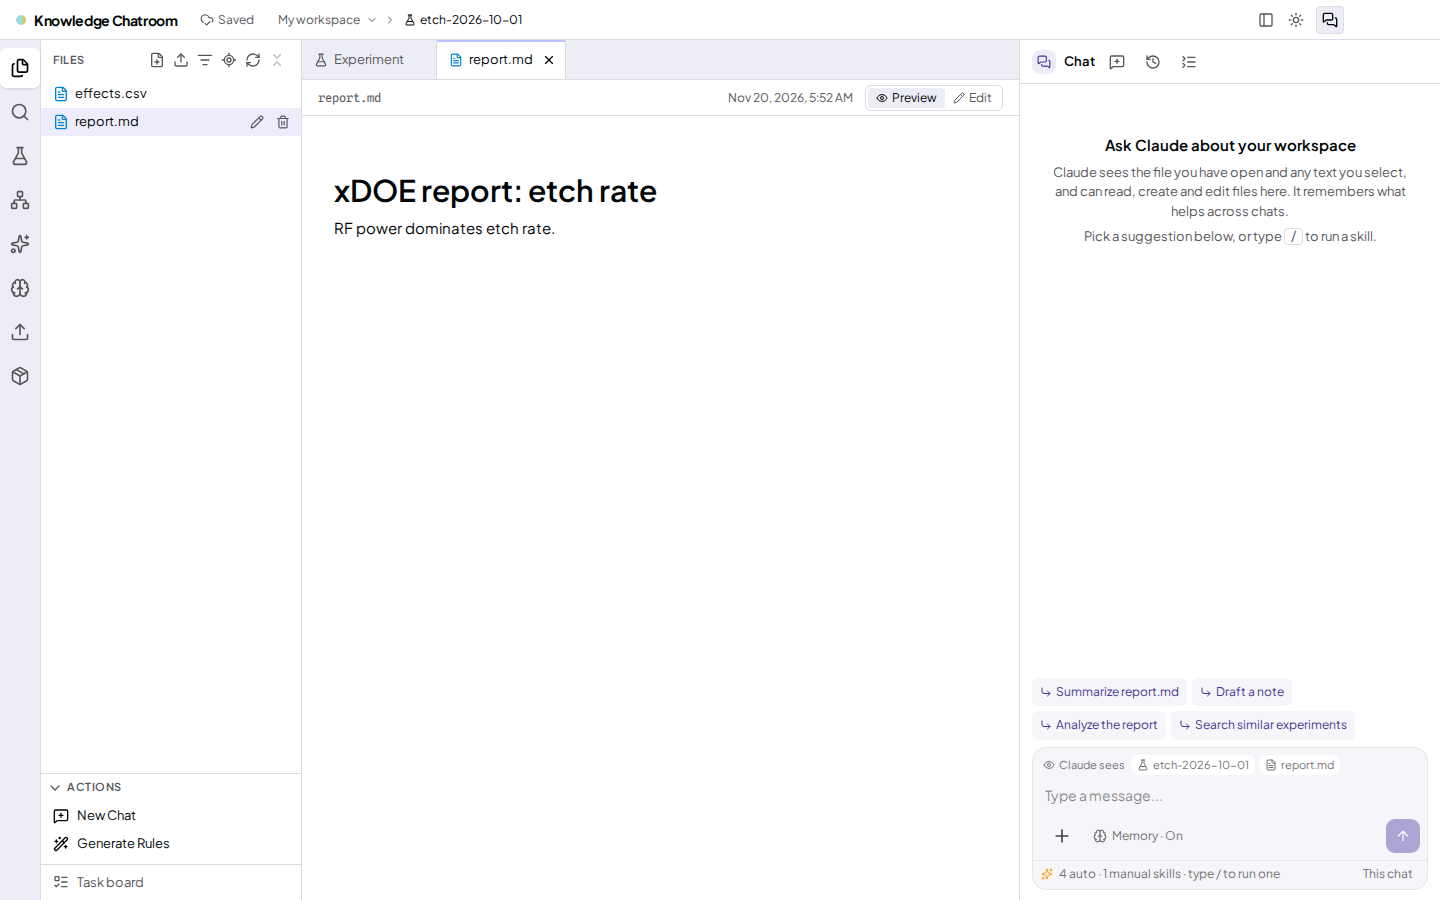 Knowledge Chatroom
Saved
My workspace
etch-2026-10-01
FILES
effects.csv
report.md
ACTIONS
New Chat
Generate Rules
Task board
Experiment
report.md
report.md
Nov 20, 2026, 5:52 AM
Preview
Edit
xDOE report: etch rate
RF power dominates etch rate.
Chat
Ask Claude about your workspace
Claude sees the file you have open and any text you select,
and can read, create and edit files here. It remembers what
helps across chats.
Pick a suggestion below, or type / to run a skill.
Summarize report.md
Draft a note
Analyze the report
Search similar experiments
Claude sees
etch-2026-10-01
report.md
Type a message...
Memory · On
4 auto · 1 manual skills · type / to run one
This chat